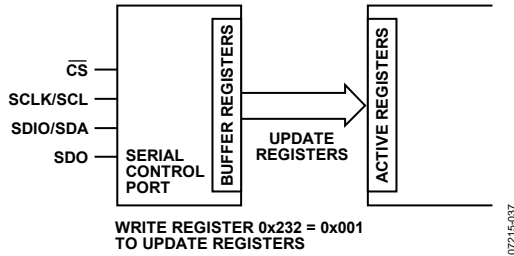 CS
SCLK/SCL
SDIO/SDA
SDO
SERIAL
CONTROL
PORT
BUFFER REGISTERS
UPDATE
REGISTERS
ACTIVE REGISTERS
WRITE REGISTER 0x232 = 0x001
TO UPDATE REGISTERS
07215-037